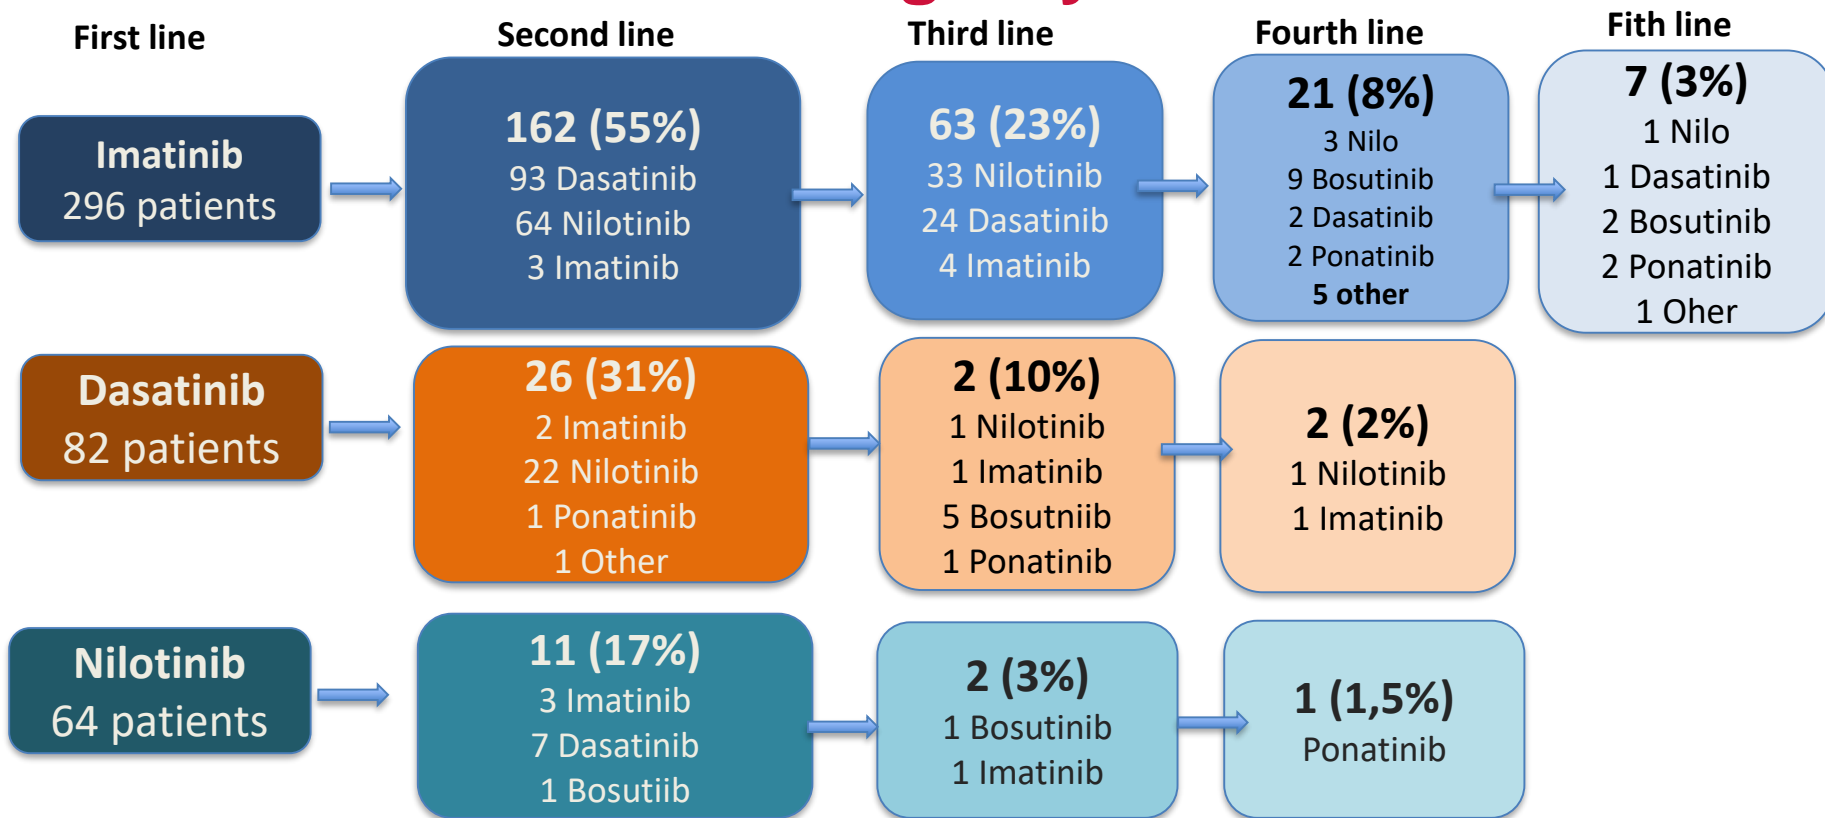 First line
Second line
Third line
Fourth line
Fith line
Imatinib
296 patients
162 (55%)
93 Dasatinib
64 Nilotinib
3 Imatinib
63 (23%)
33 Nilotinib
24 Dasatinib
4 Imatinib
21 (8%)
3 Nilo
9 Bosutinib
2 Dasatinib
2 Ponatinib
5 other
7 (3%)
1 Nilo
1 Dasatinib
2 Bosutinib
2 Ponatinib
1 Oher
Dasatinib
82 patients
26 (31%)
2 Imatinib
22 Nilotinib
1 Ponatinib
1 Other
2 (10%)
1 Nilotinib
1 Imatinib
5 Bosutniib
1 Ponatinib
2 (2%)
1 Nilotinib
1 Imatinib
Nilotinib
64 patients
11 (17%)
3 Imatinib
7 Dasatinib
1 Bosutiib
2 (3%)
1 Bosutinib
1 Imatinib
1 (1,5%)
Ponatinib